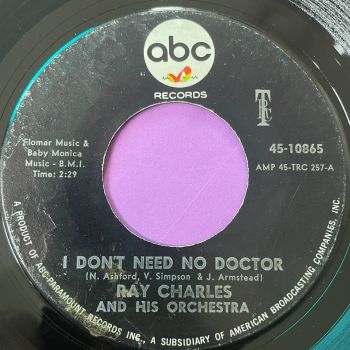 abc
RECORDS
TRC
Flomar Music &
Baby Monica
Music - B.M.I.
Time: 2:29
45-10865
AMP 45-TRC 257-A
I DON'T NEED NO DOCTOR
(N. Ashford, V. Simpson & J. Armstead)
RAY CHARLES
AND HIS ORCHESTRA
A PRODUCT OF ABC-PARAMOUNT RECORDS INC., A SUBSIDIARY OF AMERICAN BROADCASTING COMPANIES, INC.